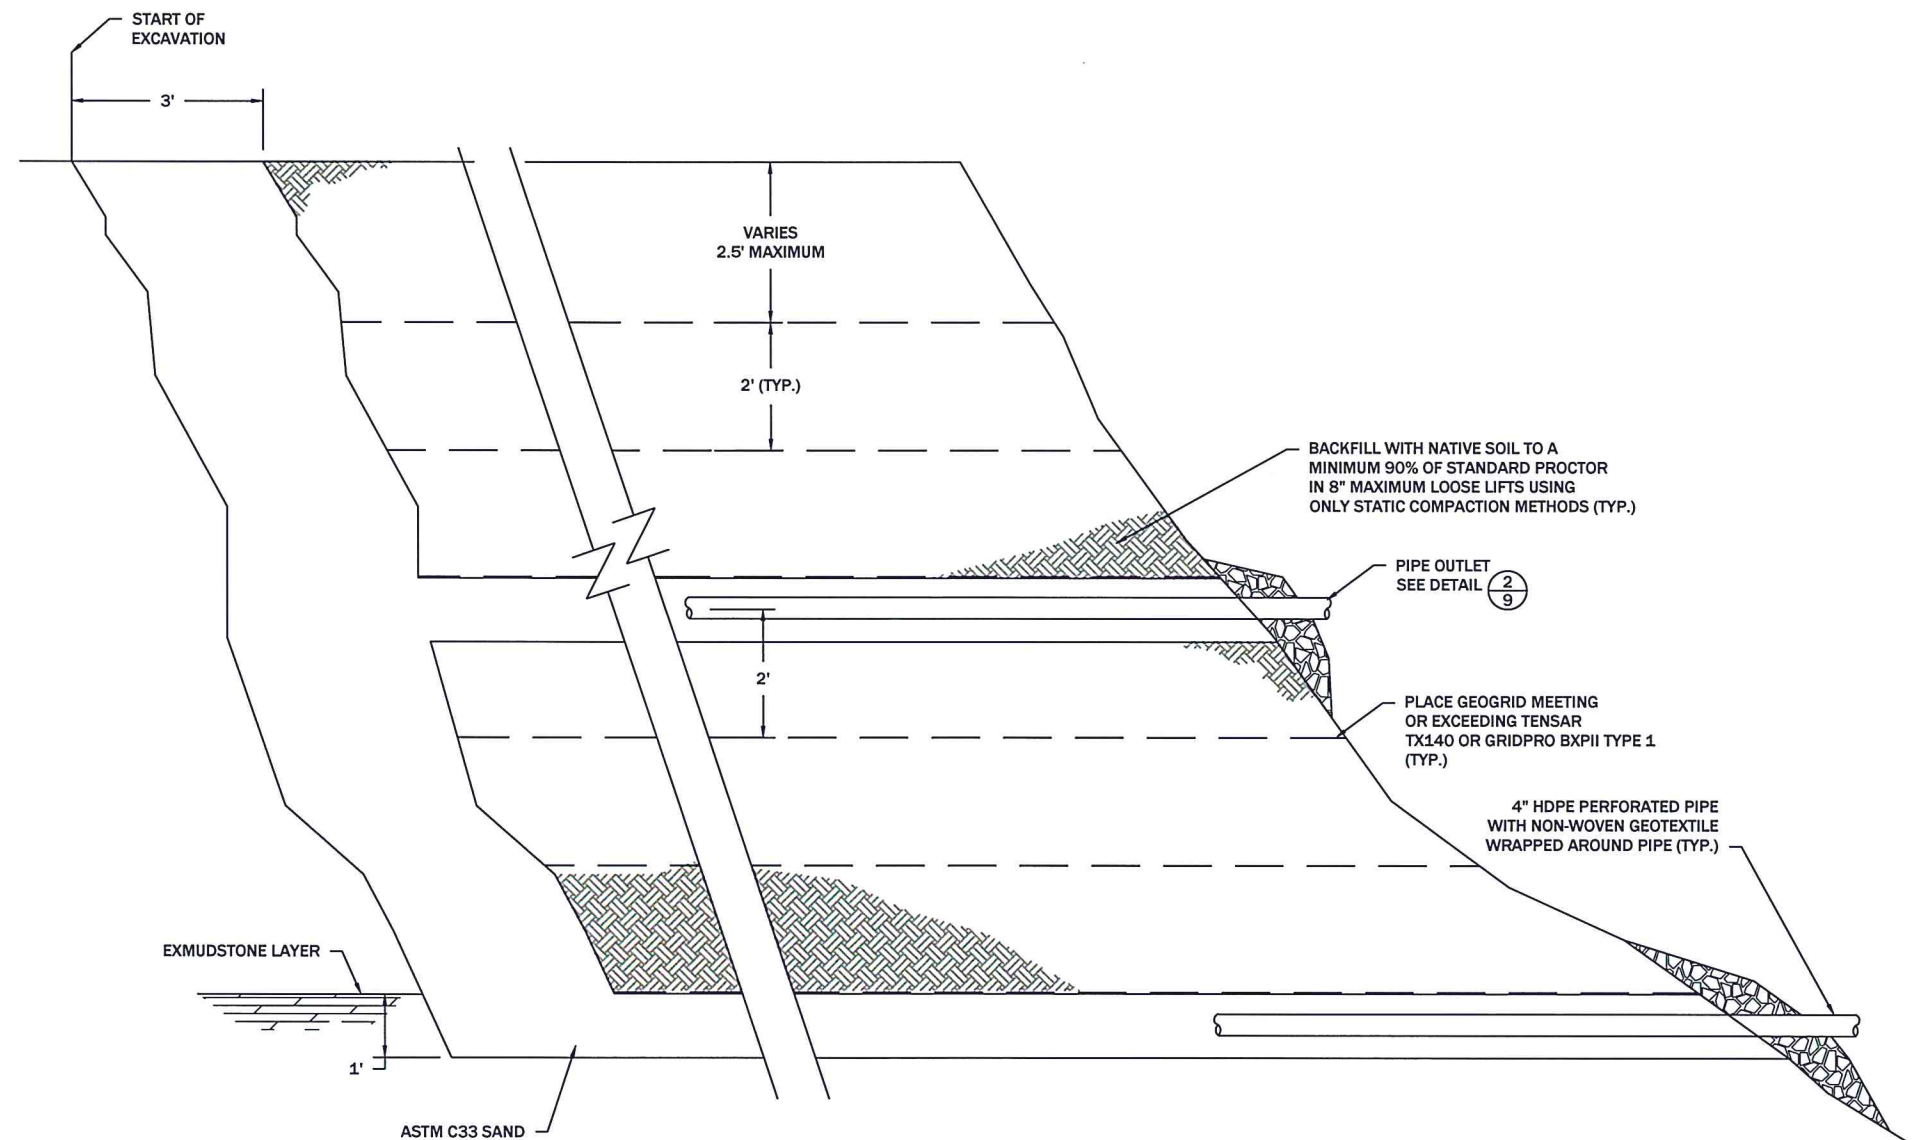 START OF
EXCAVATION
3'
VARIES
2.5' MAXIMUM
2' (TYP.)
BACKFILL WITH NATIVE SOIL TO A
MINIMUM 90% OF STANDARD PROCTOR
IN 8" MAXIMUM LOOSE LIFTS USING
ONLY STATIC COMPACTION METHODS (TYP.)
PIPE OUTLET
SEE DETAIL 2
9
2'
PLACE GEOGRID MEETING
OR EXCEEDING TENSAR
TX140 OR GRIDPRO BXPII TYPE 1
(TYP.)
4" HDPE PERFORATED PIPE
WITH NON-WOVEN GEOTEXTILE
WRAPPED AROUND PIPE (TYP.)
EXMUDSTONE LAYER
1'
ASTM C33 SAND